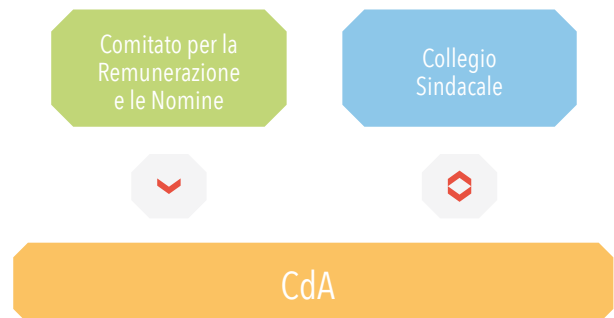 Comitato per la
Remunerazione
e le Nomine
Collegio
Sindacale
CdA